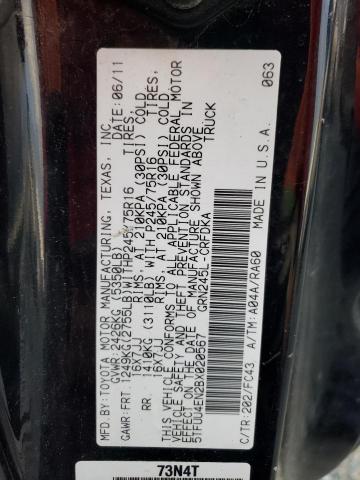 MFD BY: TOYOTA MOTOR MANUFACTURING, TEXAS, INC.
GVWR: 2426KG (5350LB) DATE: 06/11
GAWR: FRT: 1249KG (2755LB) WITH P245/75R16 TIRES,
16X7JJ RIMS, AT 210KPA (30PSI) COLD
RR: 1410KG (3110LB) WITH P245/75R16 TIRES,
16X7JJ RIMS, AT 210KPA (30PSI) COLD
THIS VEHICLE CONFORMS TO ALL APPLICABLE FEDERAL MOTOR
VEHICLE SAFETY AND THEFT PREVENTION STANDARDS IN
EFFECT ON THE DATE OF MANUFACTURE SHOWN ABOVE.
5TFUU4EN2BX020567 TRUCK
GRN245L-CRFDKA
C/TR: 202/FC43 A/TM: A04A/RA60
MADE IN U.S.A. 063
73N4T